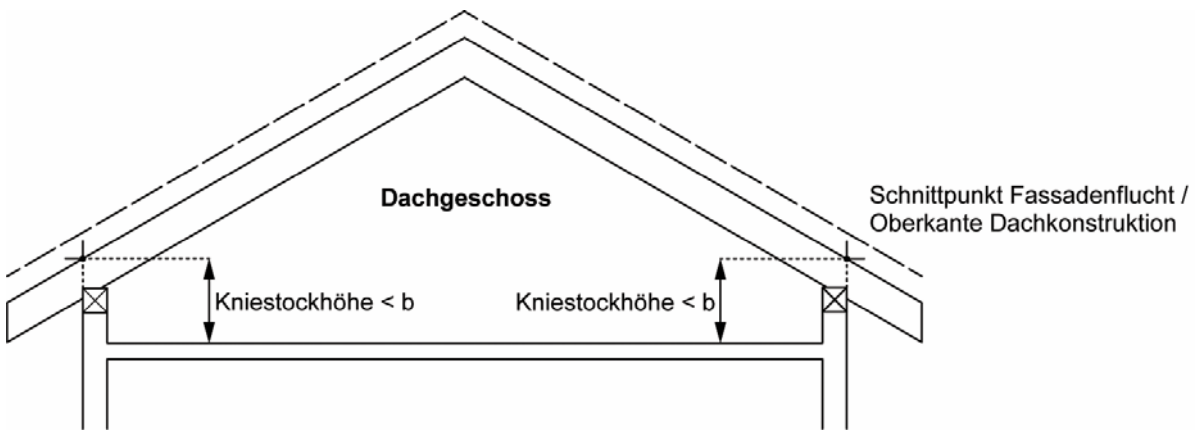 Dachgeschoss
Schnittpunkt Fassadenflucht /
Oberkante Dachkonstruktion
Kniestockhöhe < b
Kniestockhöhe < b